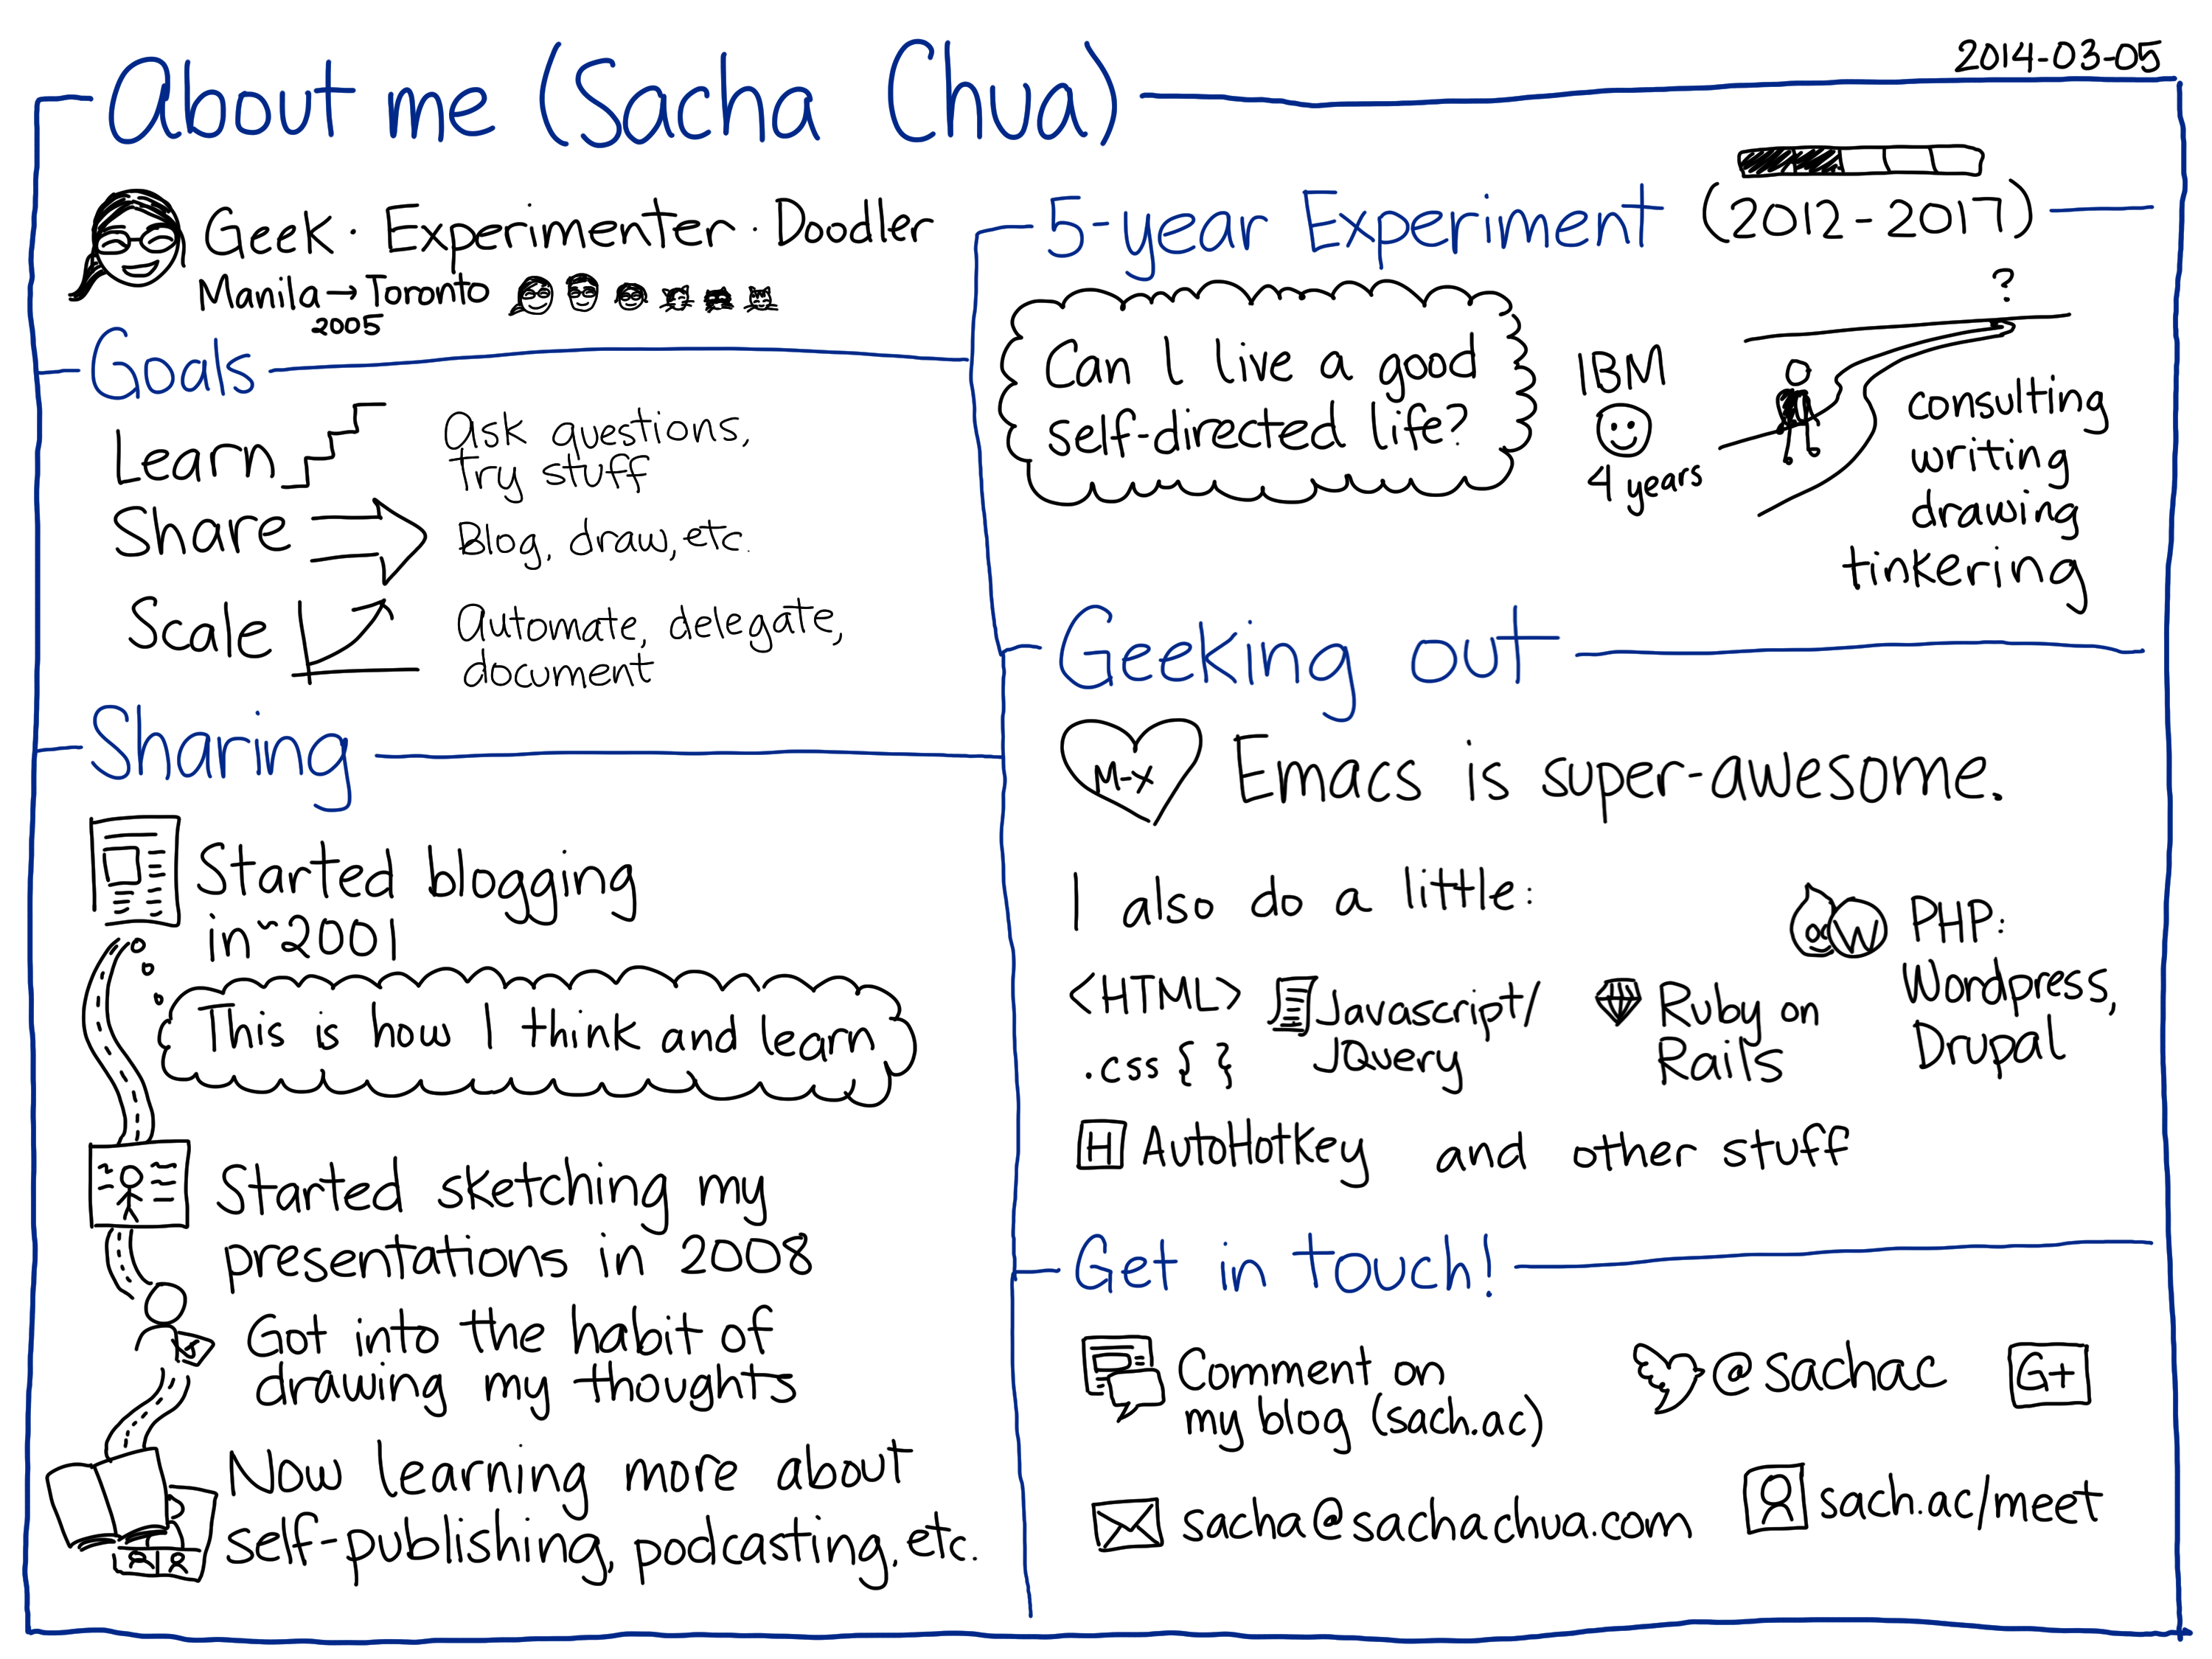 About me (Sacha Chua)
2014-03-05
Geek · Experimenter · Doodler
Manila → Toronto
2005
Goals
Learn
Ask questions,
try stuff
Share
Blog, draw, etc.
Scale
Automate, delegate,
document
Sharing
Started blogging
in ~2001
This is how I think and learn
Started sketching my
presentations in 2008
Got into the habit of
drawing my thoughts
Now learning more about
self-publishing, podcasting, etc.
5-year Experiment (2012-2017)
Can I live a good
self-directed life?
IBM
4 years
?
consulting
writing
drawing
tinkering
Geeking out
M-x
Emacs is super-awesome.
I also do a little:
<HTML>
.css { }
Javascript/
JQuery
Ruby on
Rails
W
PHP:
Wordpress,
Drupal
H AutoHotKey and other stuff
Get in touch!
Comment on
my blog (sach.ac)
@sachac
G+
sacha@sachachua.com
sach.ac/meet